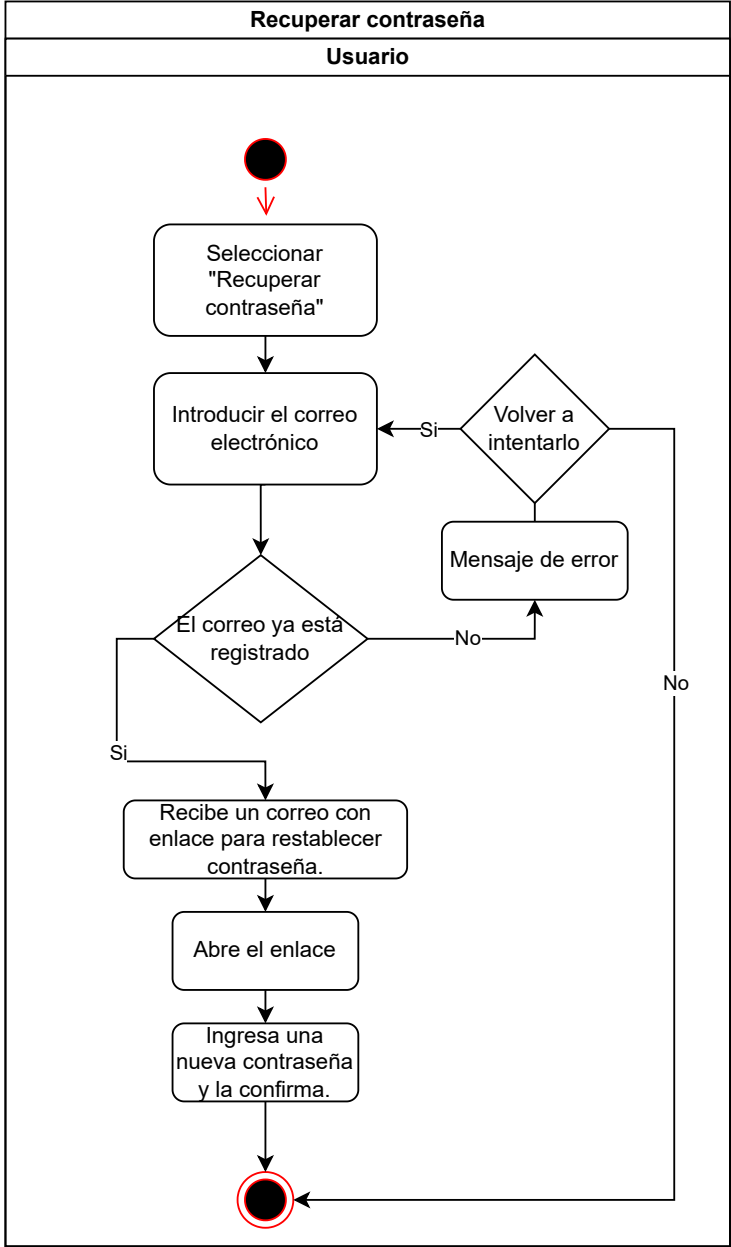 Recuperar contraseña
Usuario
Seleccionar
"Recuperar
contraseña"
Introducir el correo
electrónico
Si
Volver a
intentarlo
Mensaje de error
El correo ya está
registrado
No
No
Si
Recibe un correo con
enlace para restablecer
contraseña.
Abre el enlace
Ingresa una
nueva contraseña
y la confirma.